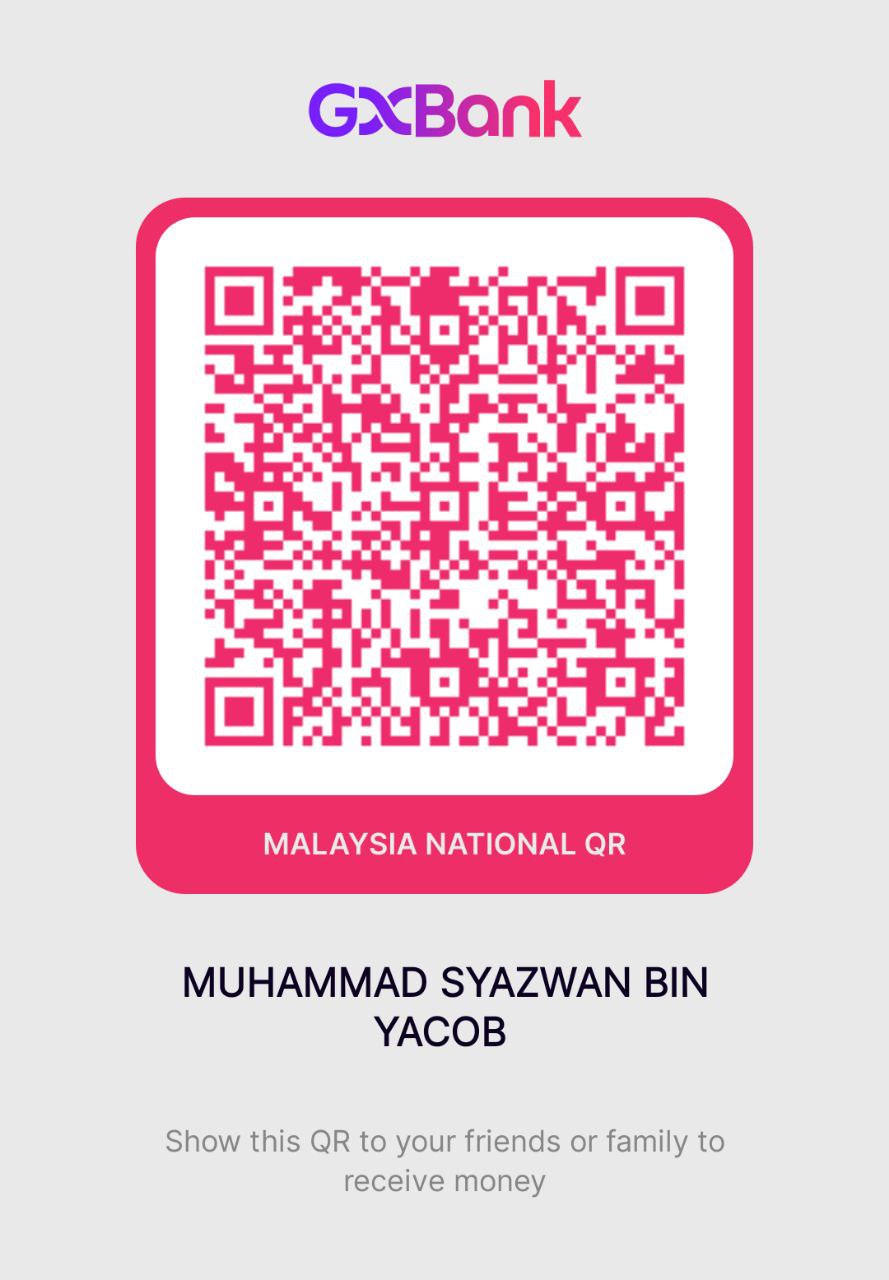 GXBank
MALAYSIA NATIONAL QR
MUHAMMAD SYAZWAN BIN
YACOB
Show this QR to your friends or family to
receive money